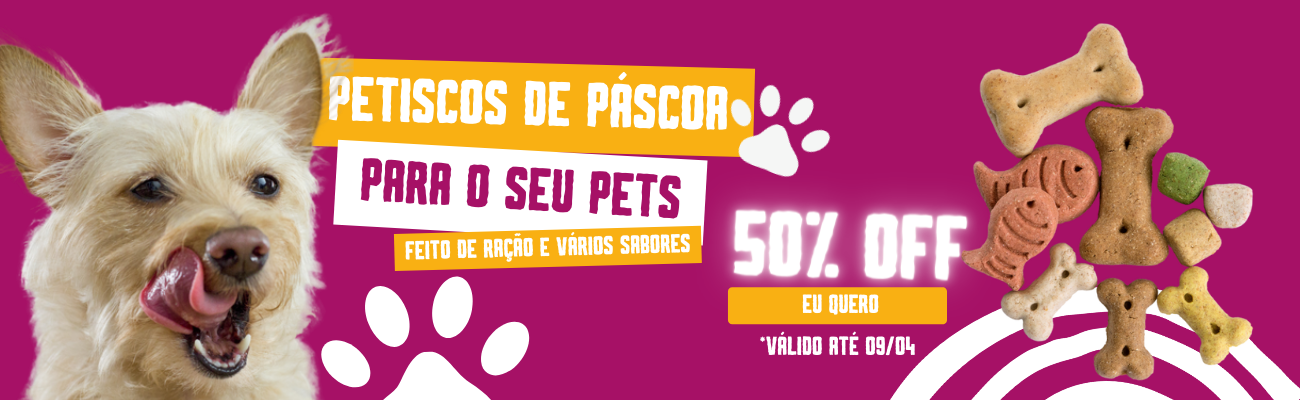 PETISCOS DE PÁSCOA
PARA O SEU PETS
FEITO DE RAÇÃO E VÁRIOS SABORES
50% OFF
EU QUERO
*VÁLIDO ATÉ 09/04